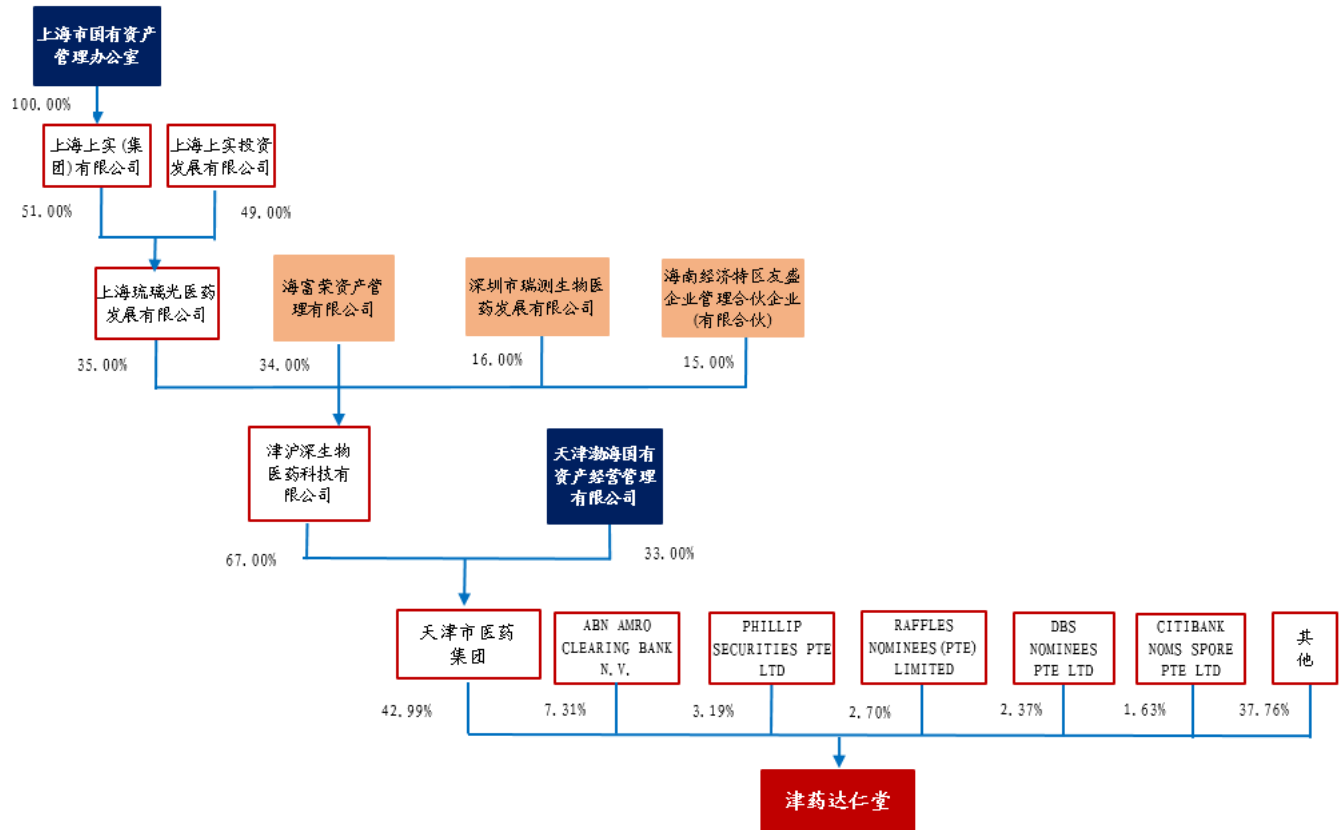 上海市国有资产
管理办公室
100.00%
上海上实(集
团)有限公司
上海上实投资
发展有限公司
51.00%
49.00%
上海琉璃光医药
发展有限公司
海富荣资产管
理有限公司
深圳市瑞测生物医
药发展有限公司
海南经济特区友盛
企业管理合伙企业
(有限合伙)
35.00%
34.00%
16.00%
15.00%
津沪深生物
医药科技有
限公司
天津渤海国有
资产经营管理
有限公司
67.00%
33.00%
天津市医药
集团
ABN AMRO
CLEARING BANK
N.V.
PHILLIP
SECURITIES PTE
LTD
RAFFLES
NOMINEES(PTE)
LIMITED
DBS
NOMINEES
PTE LTD
CITIBANK
NOMS SPORE
PTE LTD
其
他
42.99%
7.31%
3.19%
2.70%
2.37%
1.63%
37.76%
津药达仁堂